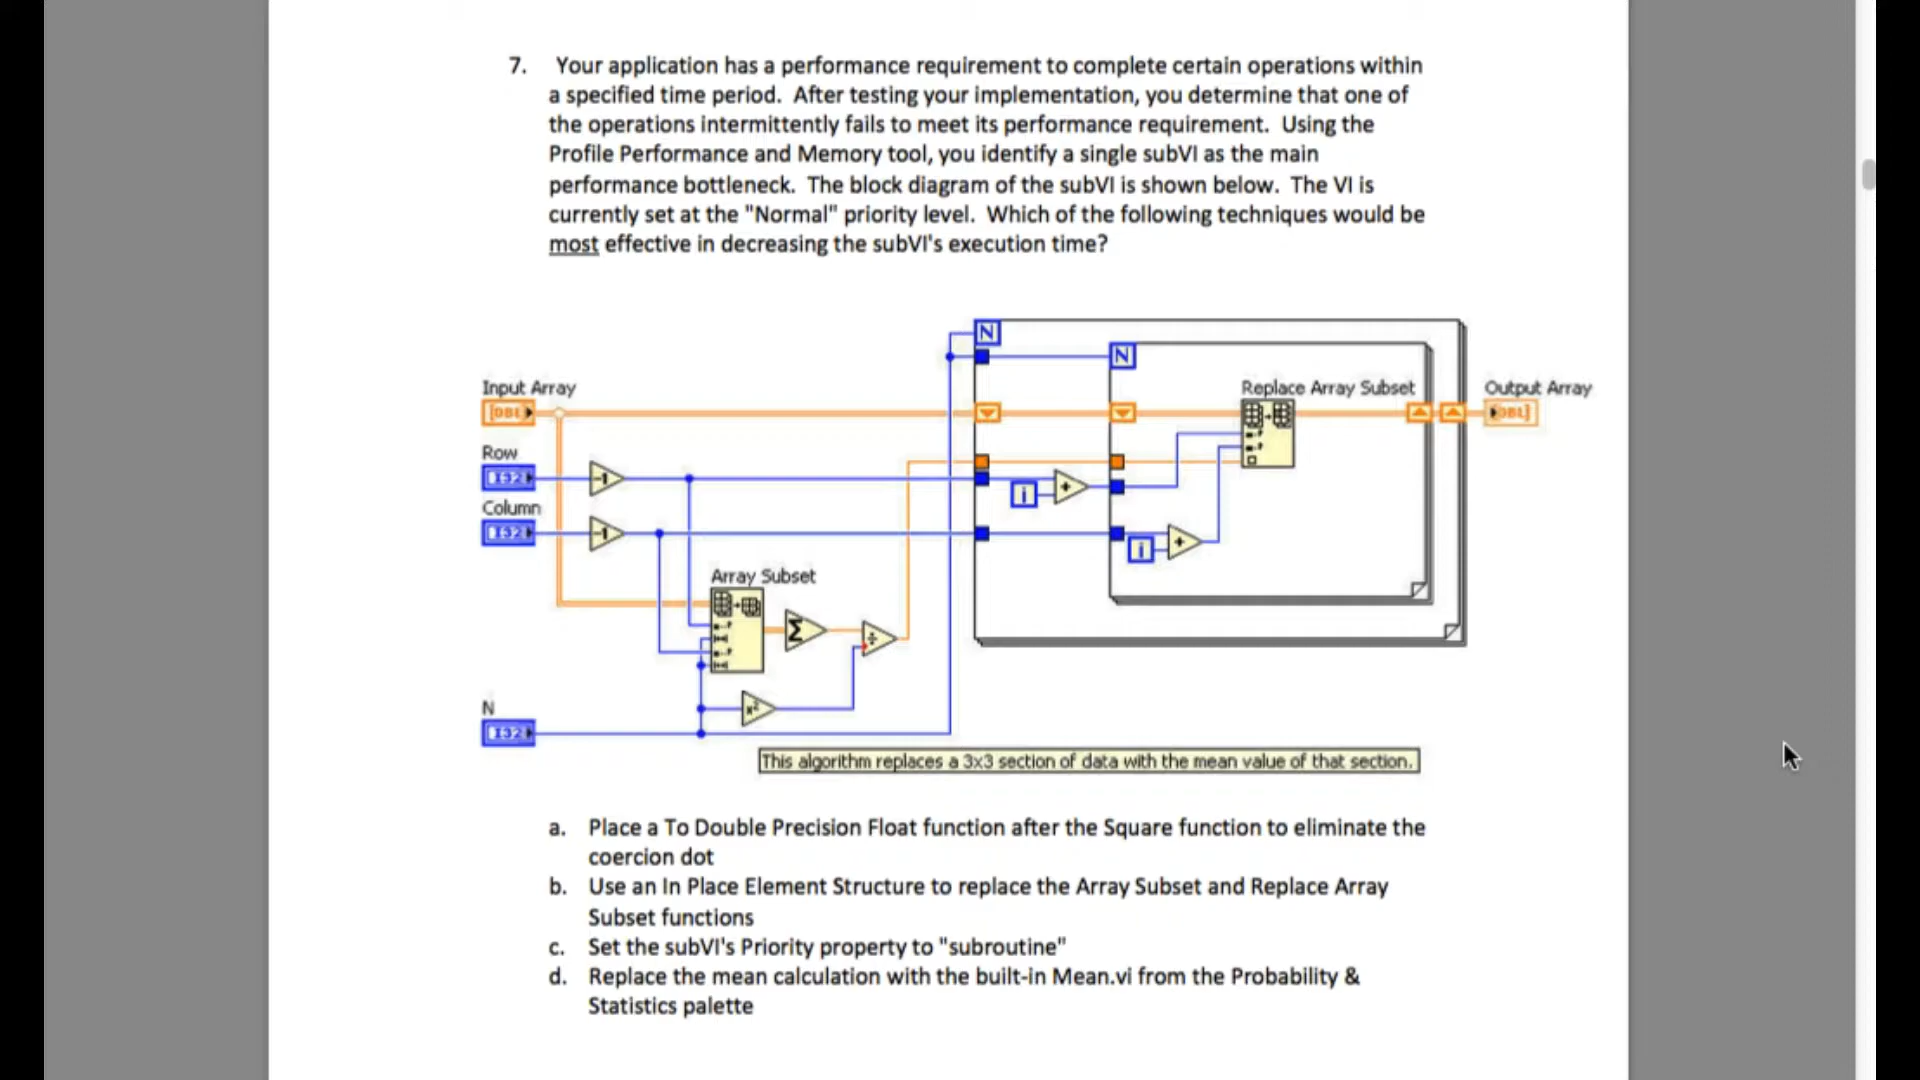 7. Your application has a performance requirement to complete certain operations within
a specified time period. After testing your implementation, you determine that one of
the operations intermittently fails to meet its performance requirement. Using the
Profile Performance and Memory tool, you identify a single subVI as the main
performance bottleneck. The block diagram of the subVI is shown below. The VI is
currently set at the "Normal" priority level. Which of the following techniques would be
most effective in decreasing the subVI's execution time?
N
N
Input Array
Replace Array Subset
Output Array
[DBL]
[DBL]
Row
I32
-1
i
+
Column
I32
-1
i
+
Array Subset
Σ
÷
N
x²
I32
This algorithm replaces a 3x3 section of data with the mean value of that section.
a. Place a To Double Precision Float function after the Square function to eliminate the
coercion dot
b. Use an In Place Element Structure to replace the Array Subset and Replace Array
Subset functions
c. Set the subVI's Priority property to "subroutine"
d. Replace the mean calculation with the built-in Mean.vi from the Probability &
Statistics palette